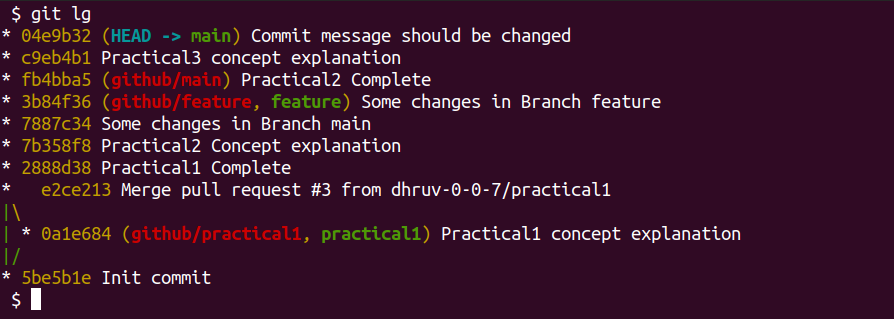 $ git lg
* 04e9b32 (HEAD -> main) Commit message should be changed
* c9eb4b1 Practical3 concept explanation
* fb4bba5 (github/main) Practical2 Complete
* 3b84f36 (github/feature, feature) Some changes in Branch feature
* 7887c34 Some changes in Branch main
* 7b358f8 Practical2 Concept explanation
* 2888d38 Practical1 Complete
*   e2ce213 Merge pull request #3 from dhruv-0-0-7/practical1
|\
| * 0a1e684 (github/practical1, practical1) Practical1 concept explanation
|/
* 5be5b1e Init commit
$